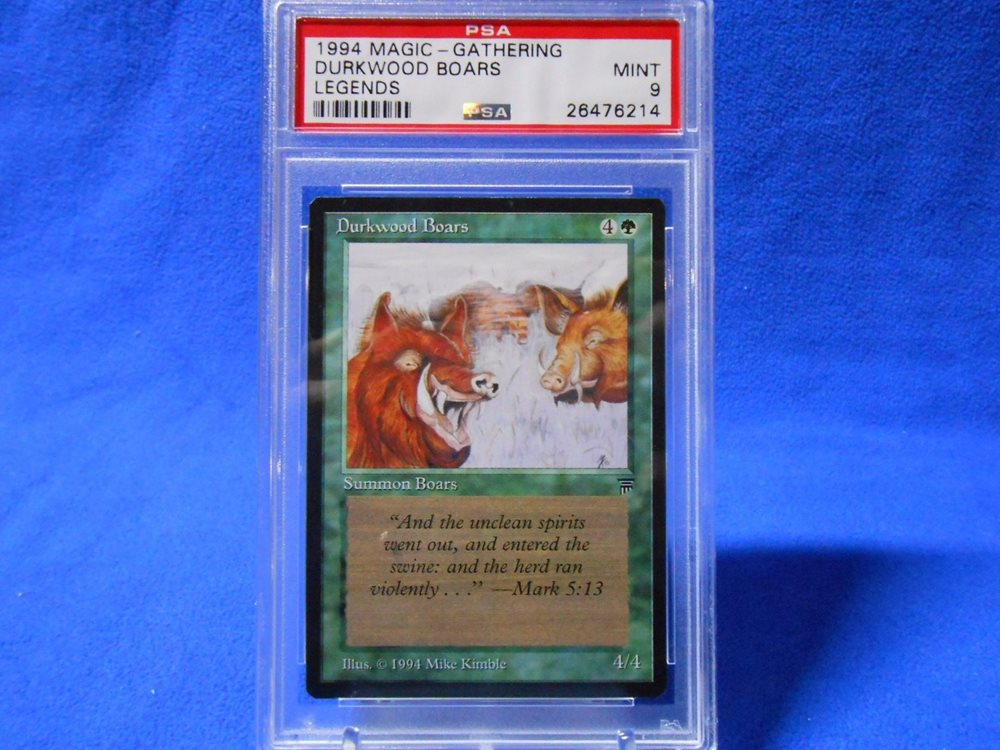 PSA
1994 MAGIC - GATHERING
DURKWOOD BOARS MINT
LEGENDS 9
PSA 26476214
Durkwood Boars 4
Summon Boars
“And the unclean spirits
went out, and entered the
swine: and the herd ran
violently . . .” —Mark 5:13
Illus. © 1994 Mike Kimble 4/4